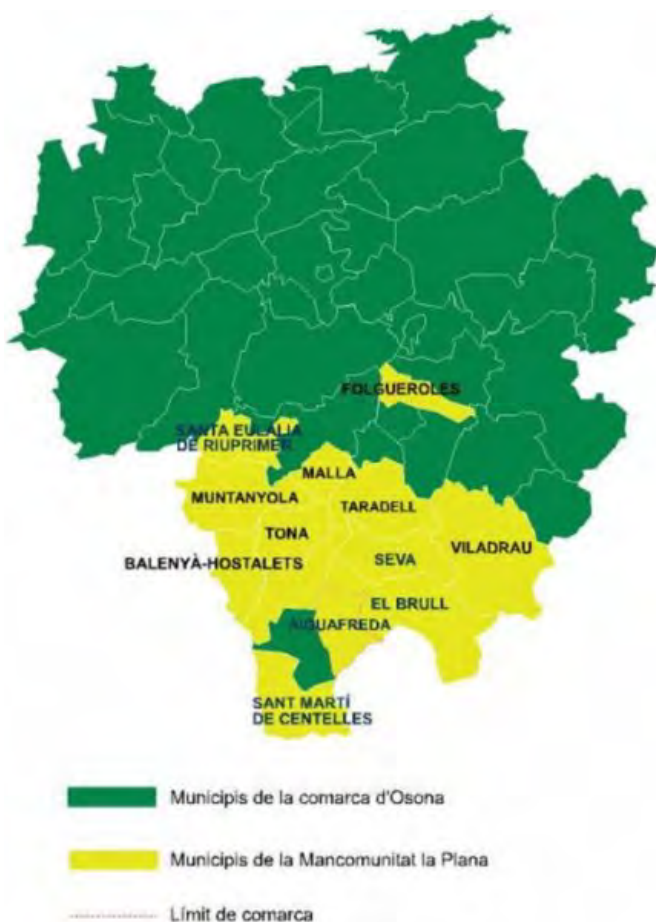 FOLGUEROLES
SANTA EULÀLIA
DE RIUPRIMER
MALLA
MUNTANYOLA
TARADELL
TONA
VILADRAU
BALENYÀ-HOSTALETS
SEVA
EL BRULL
AIGUAFREDA
SANT MARTÍ
DE CENTELLES
Municipis de la comarca d'Osona
Municipis de la Mancomunitat la Plana
Límit de comarca